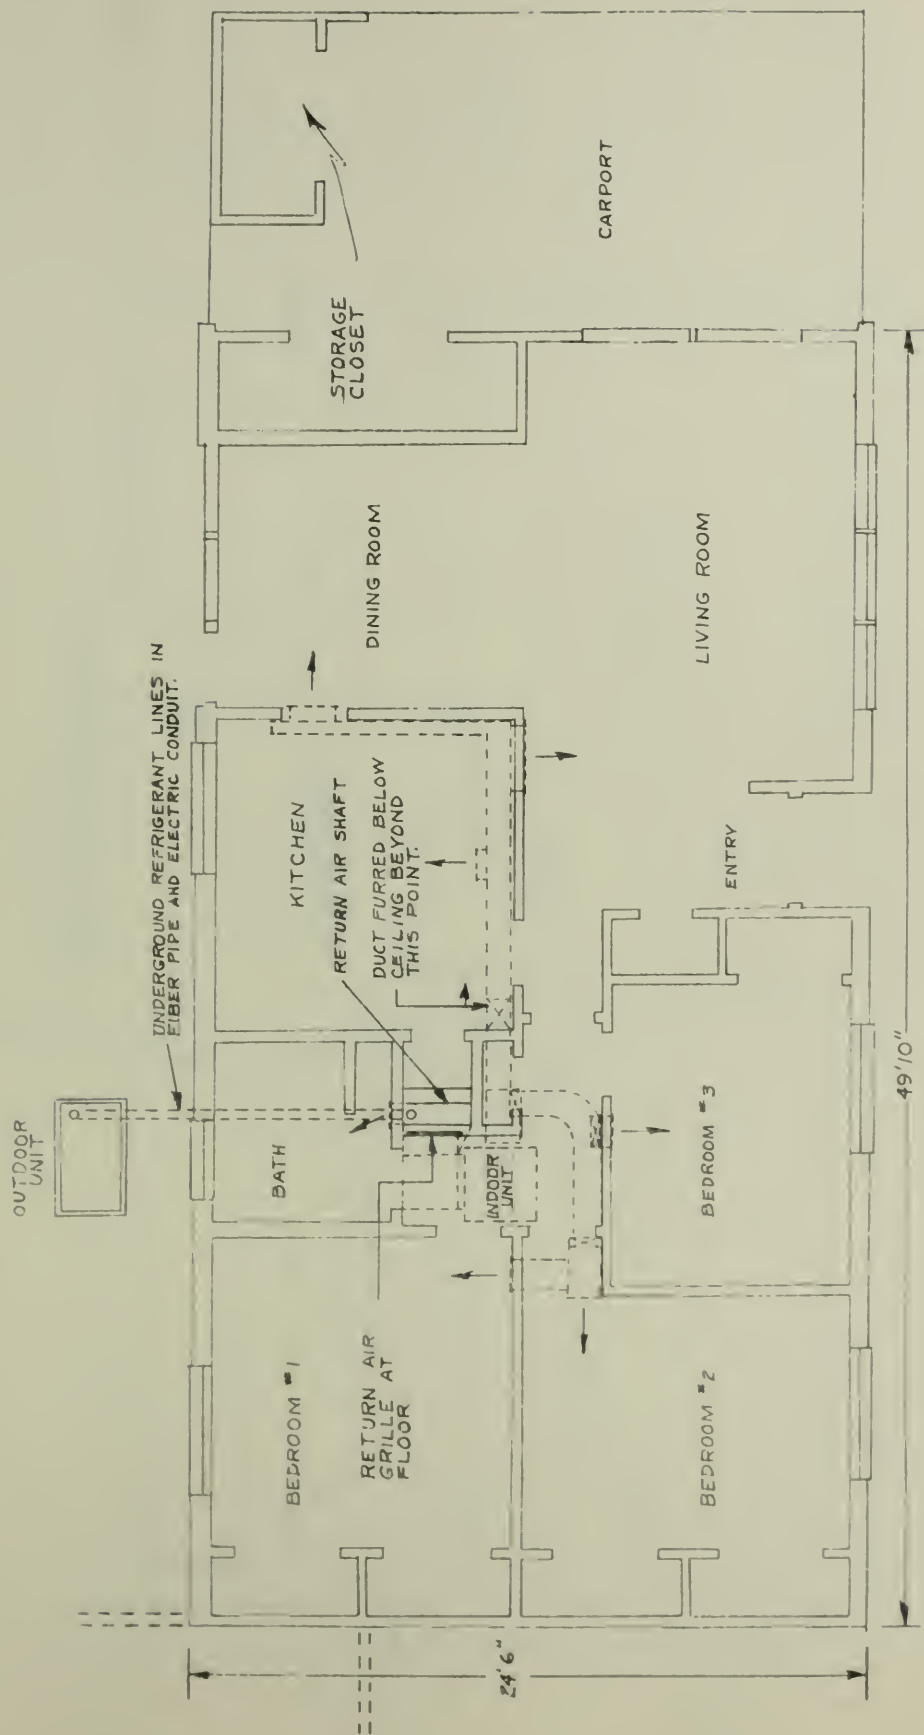 OUTDOOR
UNIT
UNDERGROUND REFRIGERANT LINES IN
FIBER PIPE AND ELECTRIC CONDUIT.
BEDROOM #1
BATH
KITCHEN
DINING ROOM
STORAGE
CLOSET
CARPORT
RETURN AIR SHAFT
DUCT FURRED BELOW
CEILING BEYOND
THIS POINT.
RETURN AIR
GRILLE AT
FLOOR
INDOOR
UNIT
BEDROOM #2
BEDROOM #3
ENTRY
LIVING ROOM
24'6"
49'10"